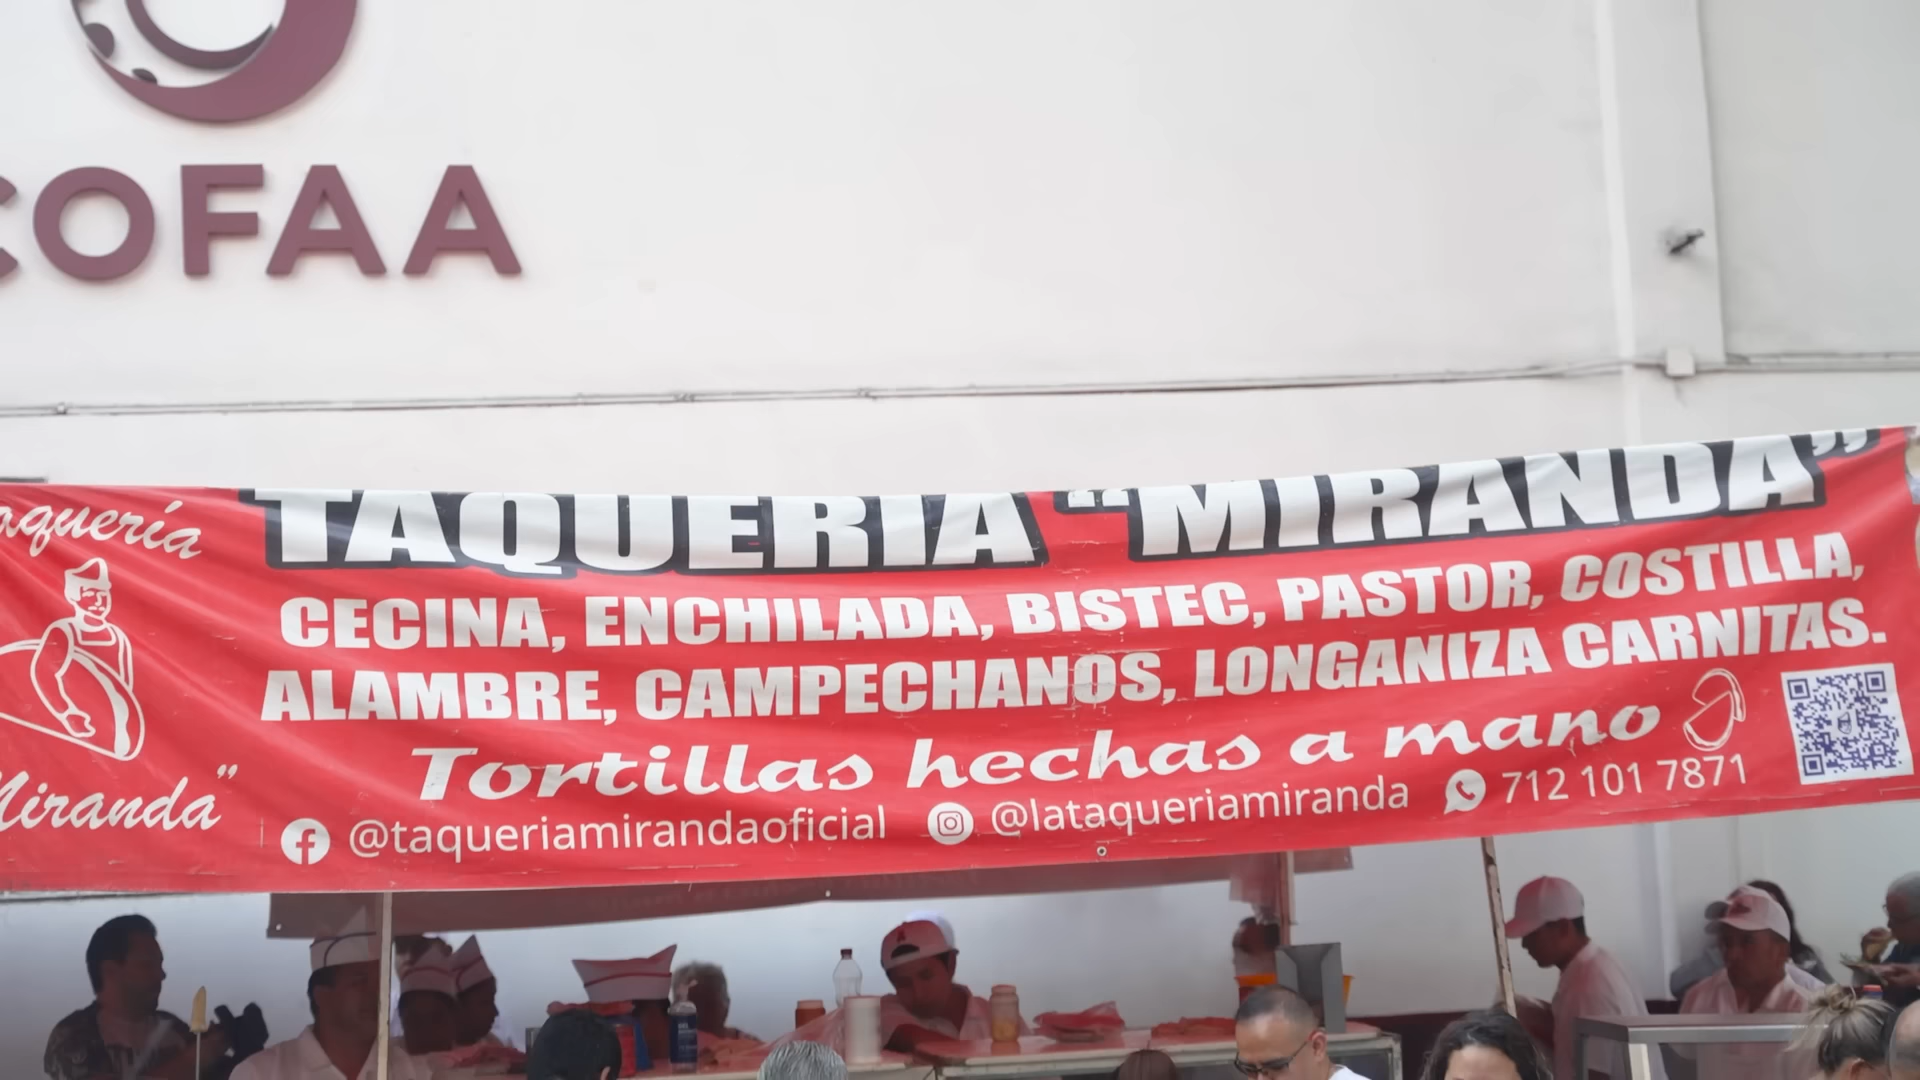 COFAA
TAQUERIA "MIRANDA"
CECINA, ENCHILADA, BISTEC, PASTOR, COSTILLA,
ALAMBRE, CAMPECHANOS, LONGANIZA CARNITAS.
Tortillas hechas a mano
@taqueriamirandaoficial @lataqueriamiranda 712 101 7871
Taquería
Miranda"